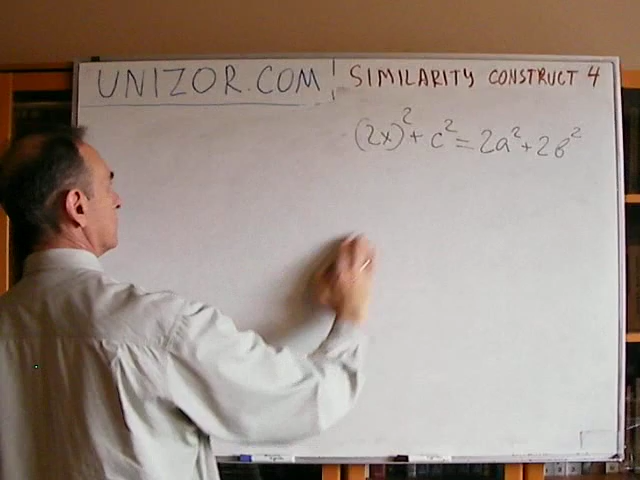 UNIZOR.COM
SIMILARITY CONSTRUCT 4
(2x)² + c² = 2a² + 2b²